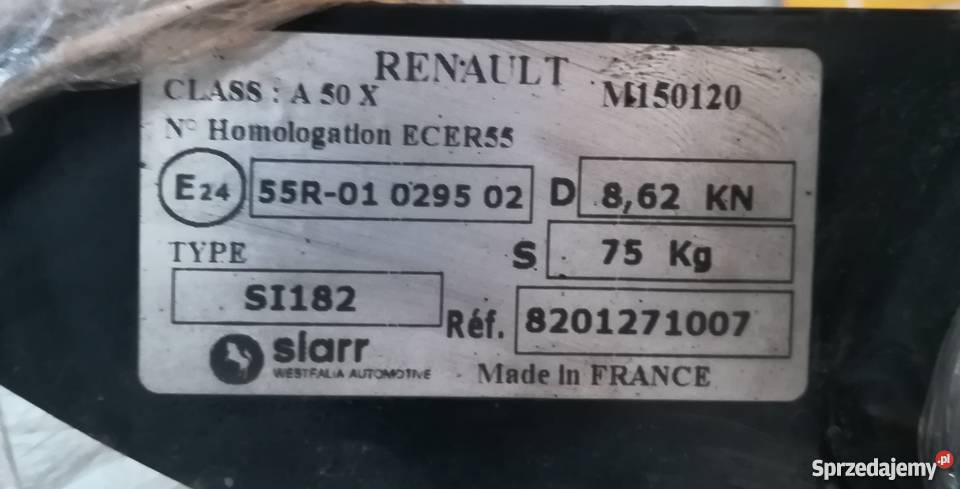 RENAULT
CLASS : A 50 X M150120
N° Homologation ECER55
E24 55R-01 0295 02 D 8,62 KN
TYPE S 75 Kg
SI182
Réf. 8201271007
siarr
WESTFALIA AUTOMOTIVE Made in FRANCE
Sprzedajemy.pl